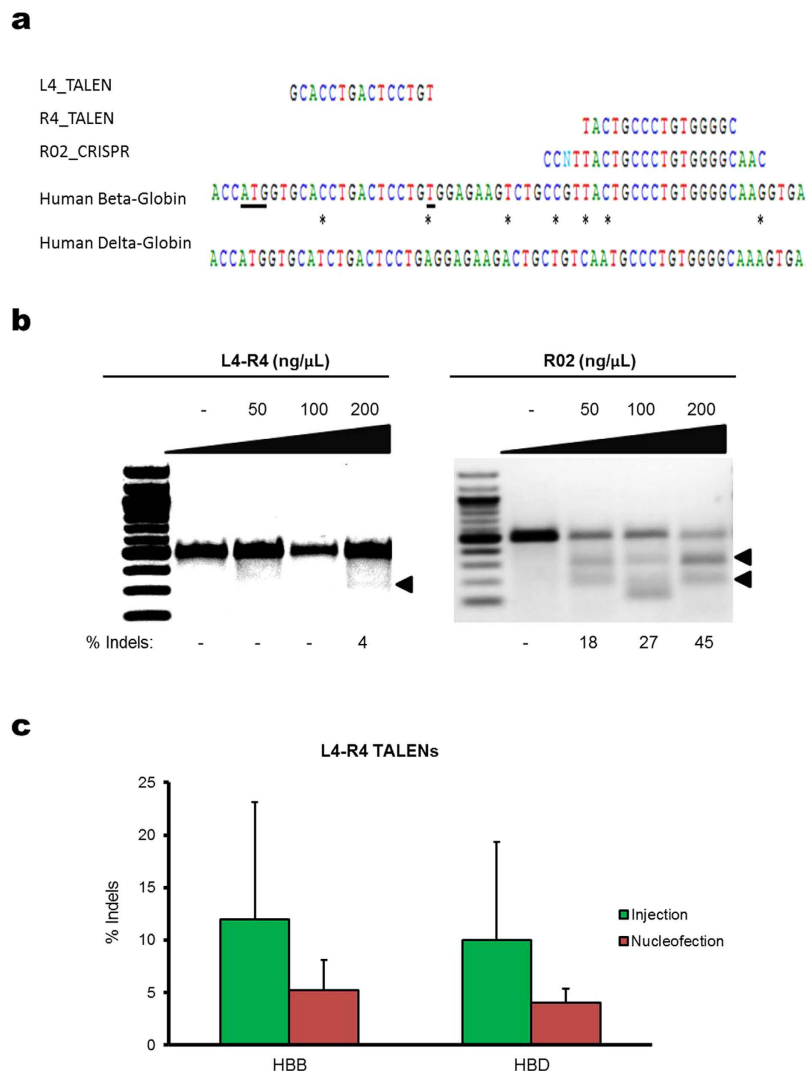 a
L4_TALEN GCACCTGACTCCTGT
R4_TALEN TACTGCCCTGTGGGGC
R02_CRISPR CCNTTACTGCCCTGTGGGGCAAC
Human Beta-Globin ACCATGGTGCACCTGACTCCTGTGGAGAAGTCTGCCGTTACTGCCCTGTGGGGCAAGGTGA
* * * * * * *
Human Delta-Globin ACCATGGTGCATCTGACTCCTGAGGAGAAGACTGCTGTCAATGCCCTGTGGGGCAAAGTGA
b
L4-R4 (ng/μL) R02 (ng/μL)
- 50 100 200 - 50 100 200
% Indels: - - - 4 - 18 27 45
c
L4-R4 TALENs
25
20
15
10
5
0
% Indels
Injection
Nucleofection
HBB HBD